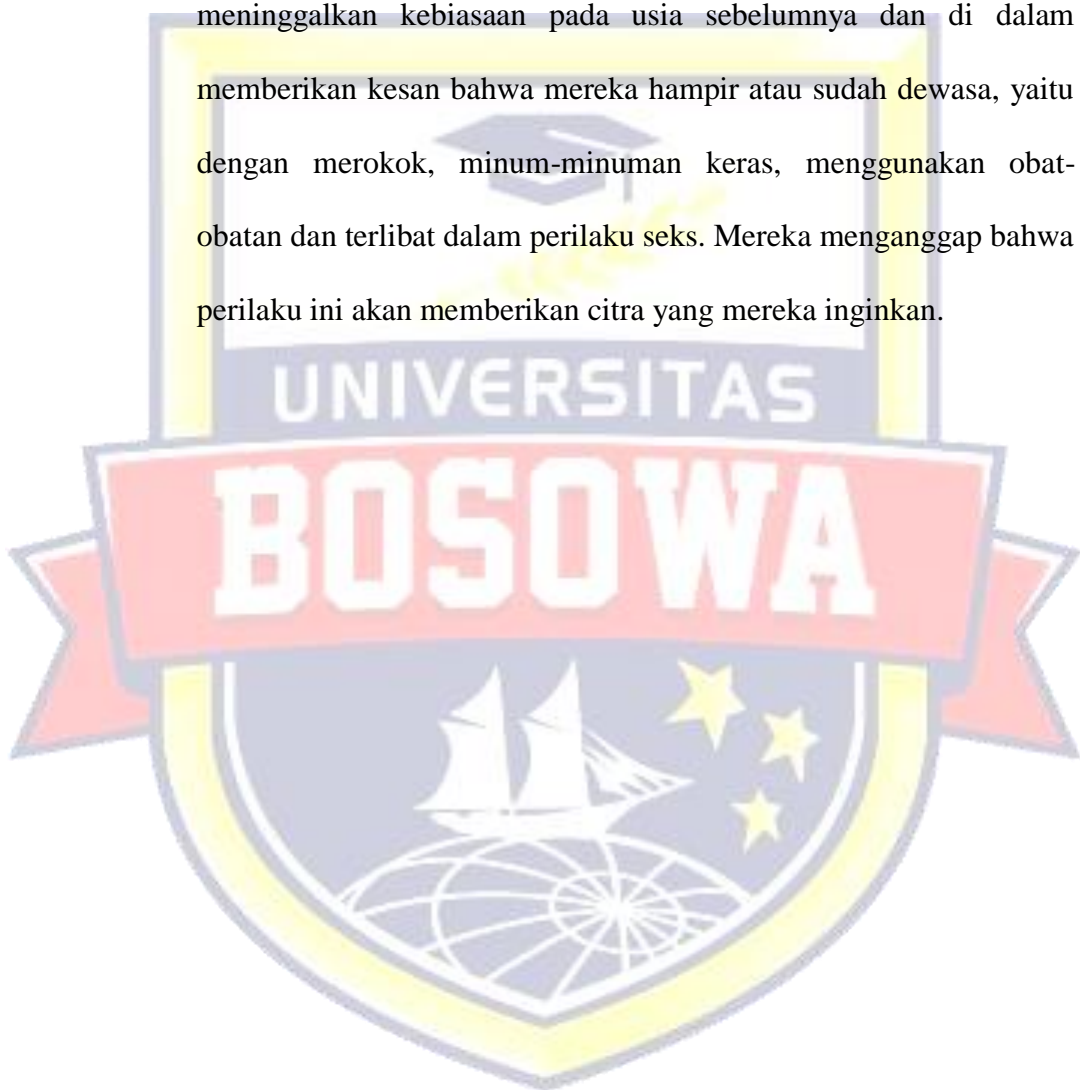 meninggalkan kebiasaan pada usia sebelumnya dan di dalam
memberikan kesan bahwa mereka hampir atau sudah dewasa, yaitu
dengan merokok, minum-minuman keras, menggunakan obat-
obatan dan terlibat dalam perilaku seks. Mereka menganggap bahwa
perilaku ini akan memberikan citra yang mereka inginkan.
UNIVERSITAS
BOSOWA